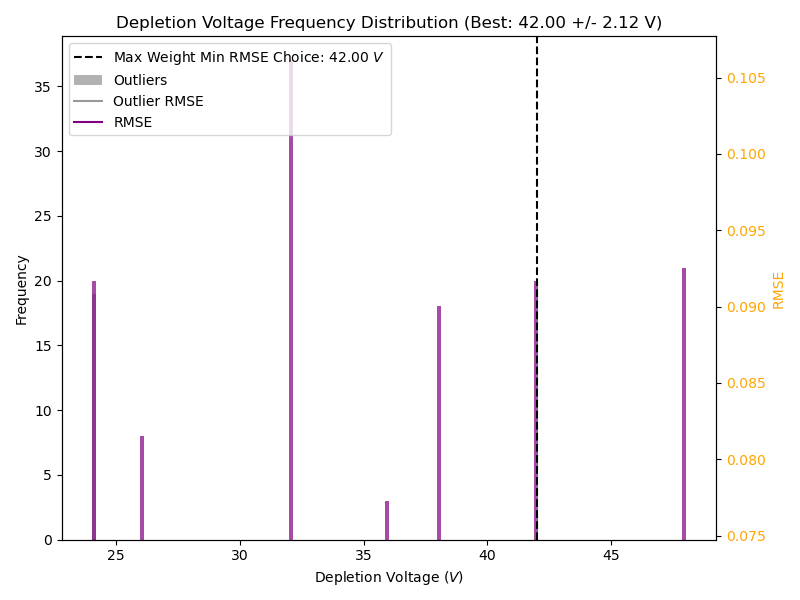 Depletion Voltage Frequency Distribution (Best: 42.00 +/- 2.12 V)
Max Weight Min RMSE Choice: 42.00 V
Outliers
Outlier RMSE
RMSE
35
30
25
20
15
10
5
0
Frequency
0.105
0.100
0.095
0.090
0.085
0.080
0.075
RMSE
25
30
35
40
45
Depletion Voltage (V)